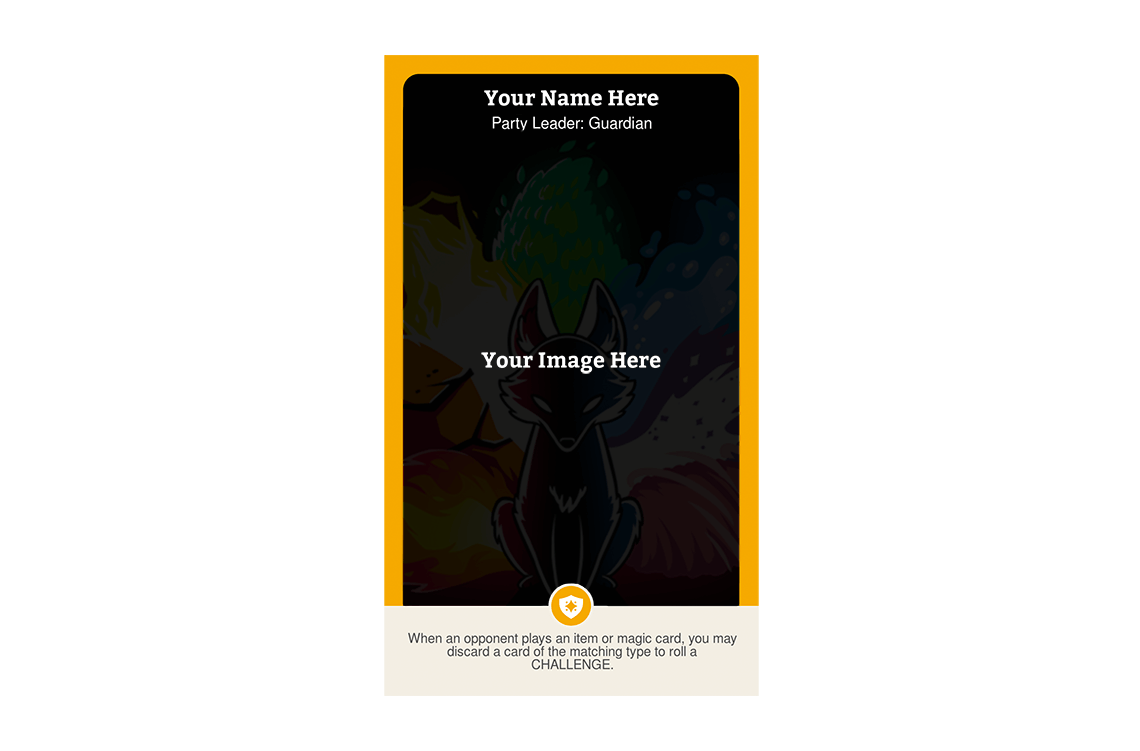 Your Name Here
Party Leader: Guardian
Your Image Here
When an opponent plays an item or magic card, you may
discard a card of the matching type to roll a
CHALLENGE.